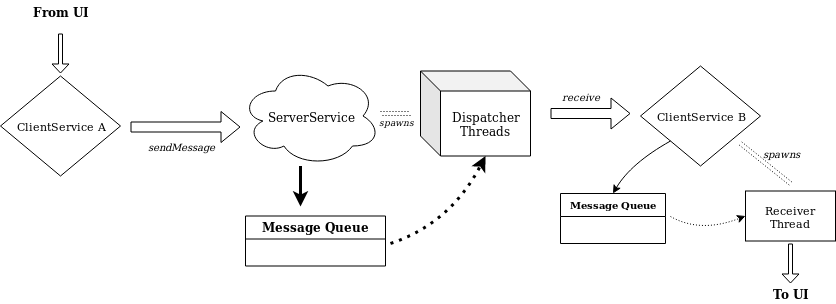 From UI
ClientService A
sendMessage
ServerService
Message Queue
spawns
Dispatcher
Threads
receive
ClientService B
spawns
Message Queue
Receiver
Thread
To UI